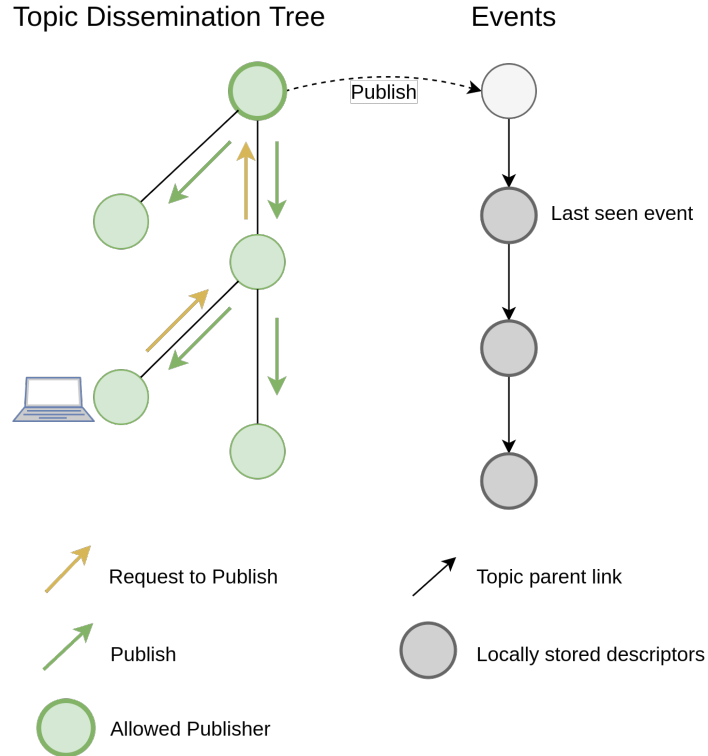 Topic Dissemination Tree
Events
Publish
Last seen event
Request to Publish
Topic parent link
Publish
Locally stored descriptors
Allowed Publisher